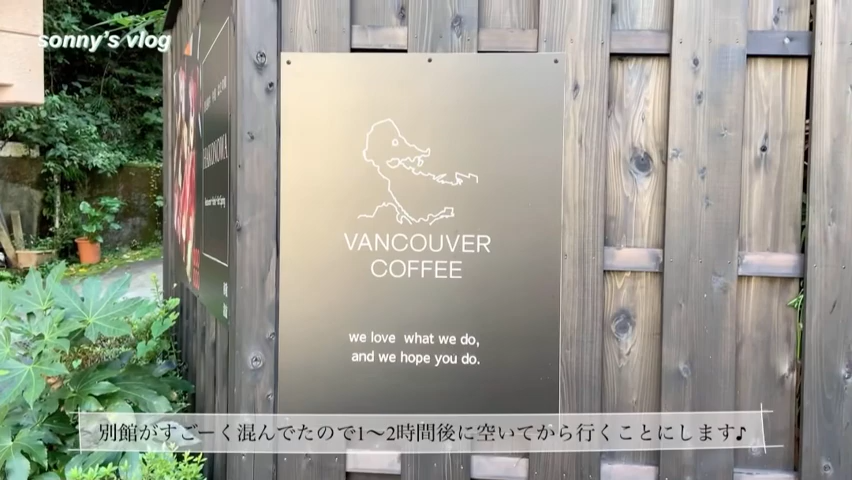 sonny's vlog
HAKONOWA
VANCOUVER
COFFEE
we love what we do,
and we hope you do.
別館がすごーく混んでたので1～2時間後に空いてから行くことにします♪